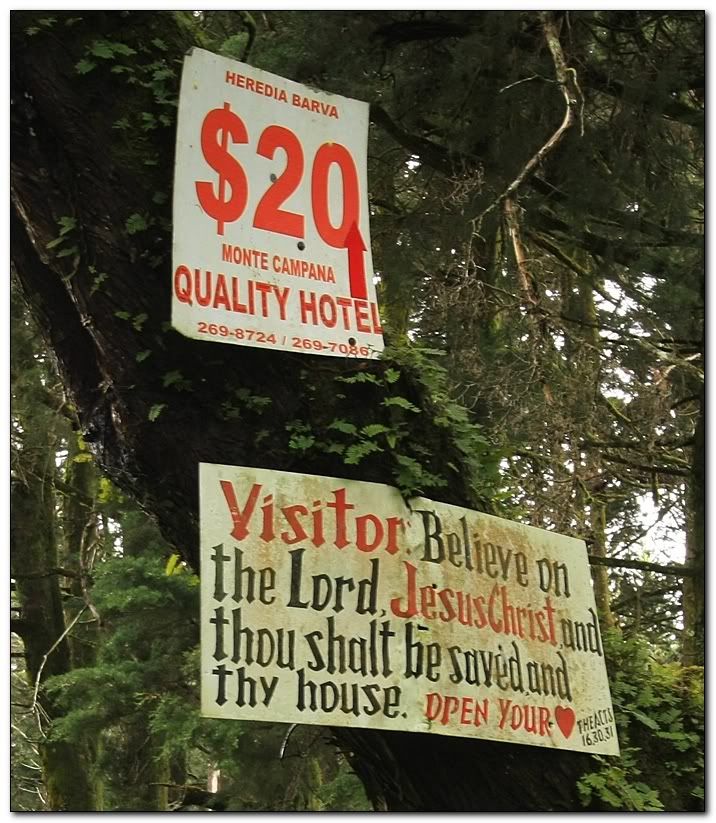 HEREDIA BARVA
$20
MONTE CAMPANA
QUALITY HOTEL
269-8724 / 269-7086
Visitor: Believe on
the Lord, Jesus Christ, and
thou shalt be saved, and
thy house. OPEN YOUR ♥
THE ACTS
16,30,31